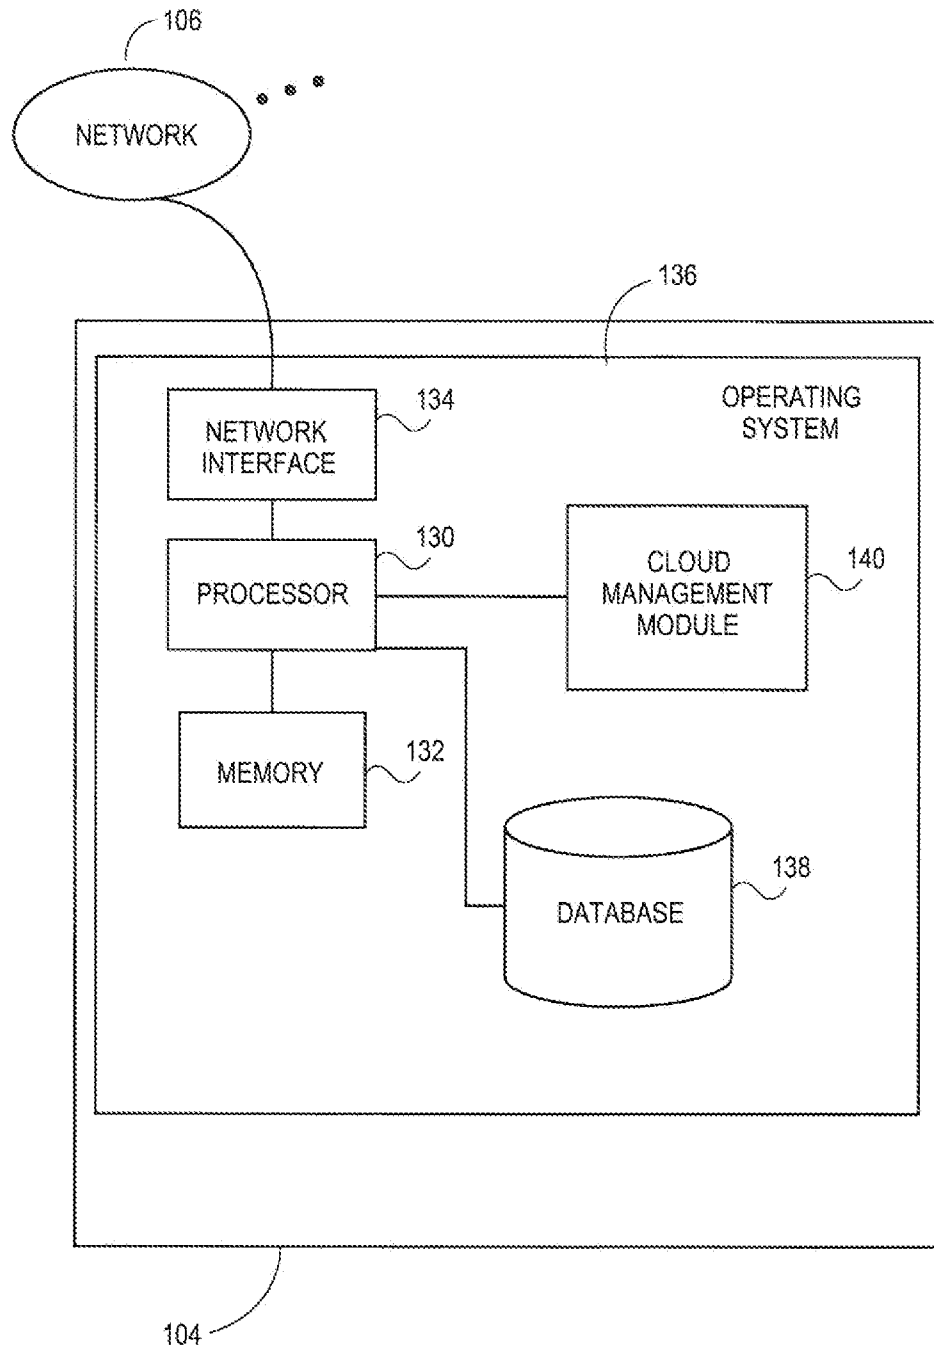 106
NETWORK
136
OPERATING
SYSTEM
134
NETWORK
INTERFACE
130
PROCESSOR
CLOUD
MANAGEMENT
MODULE
140
132
MEMORY
138
DATABASE
104